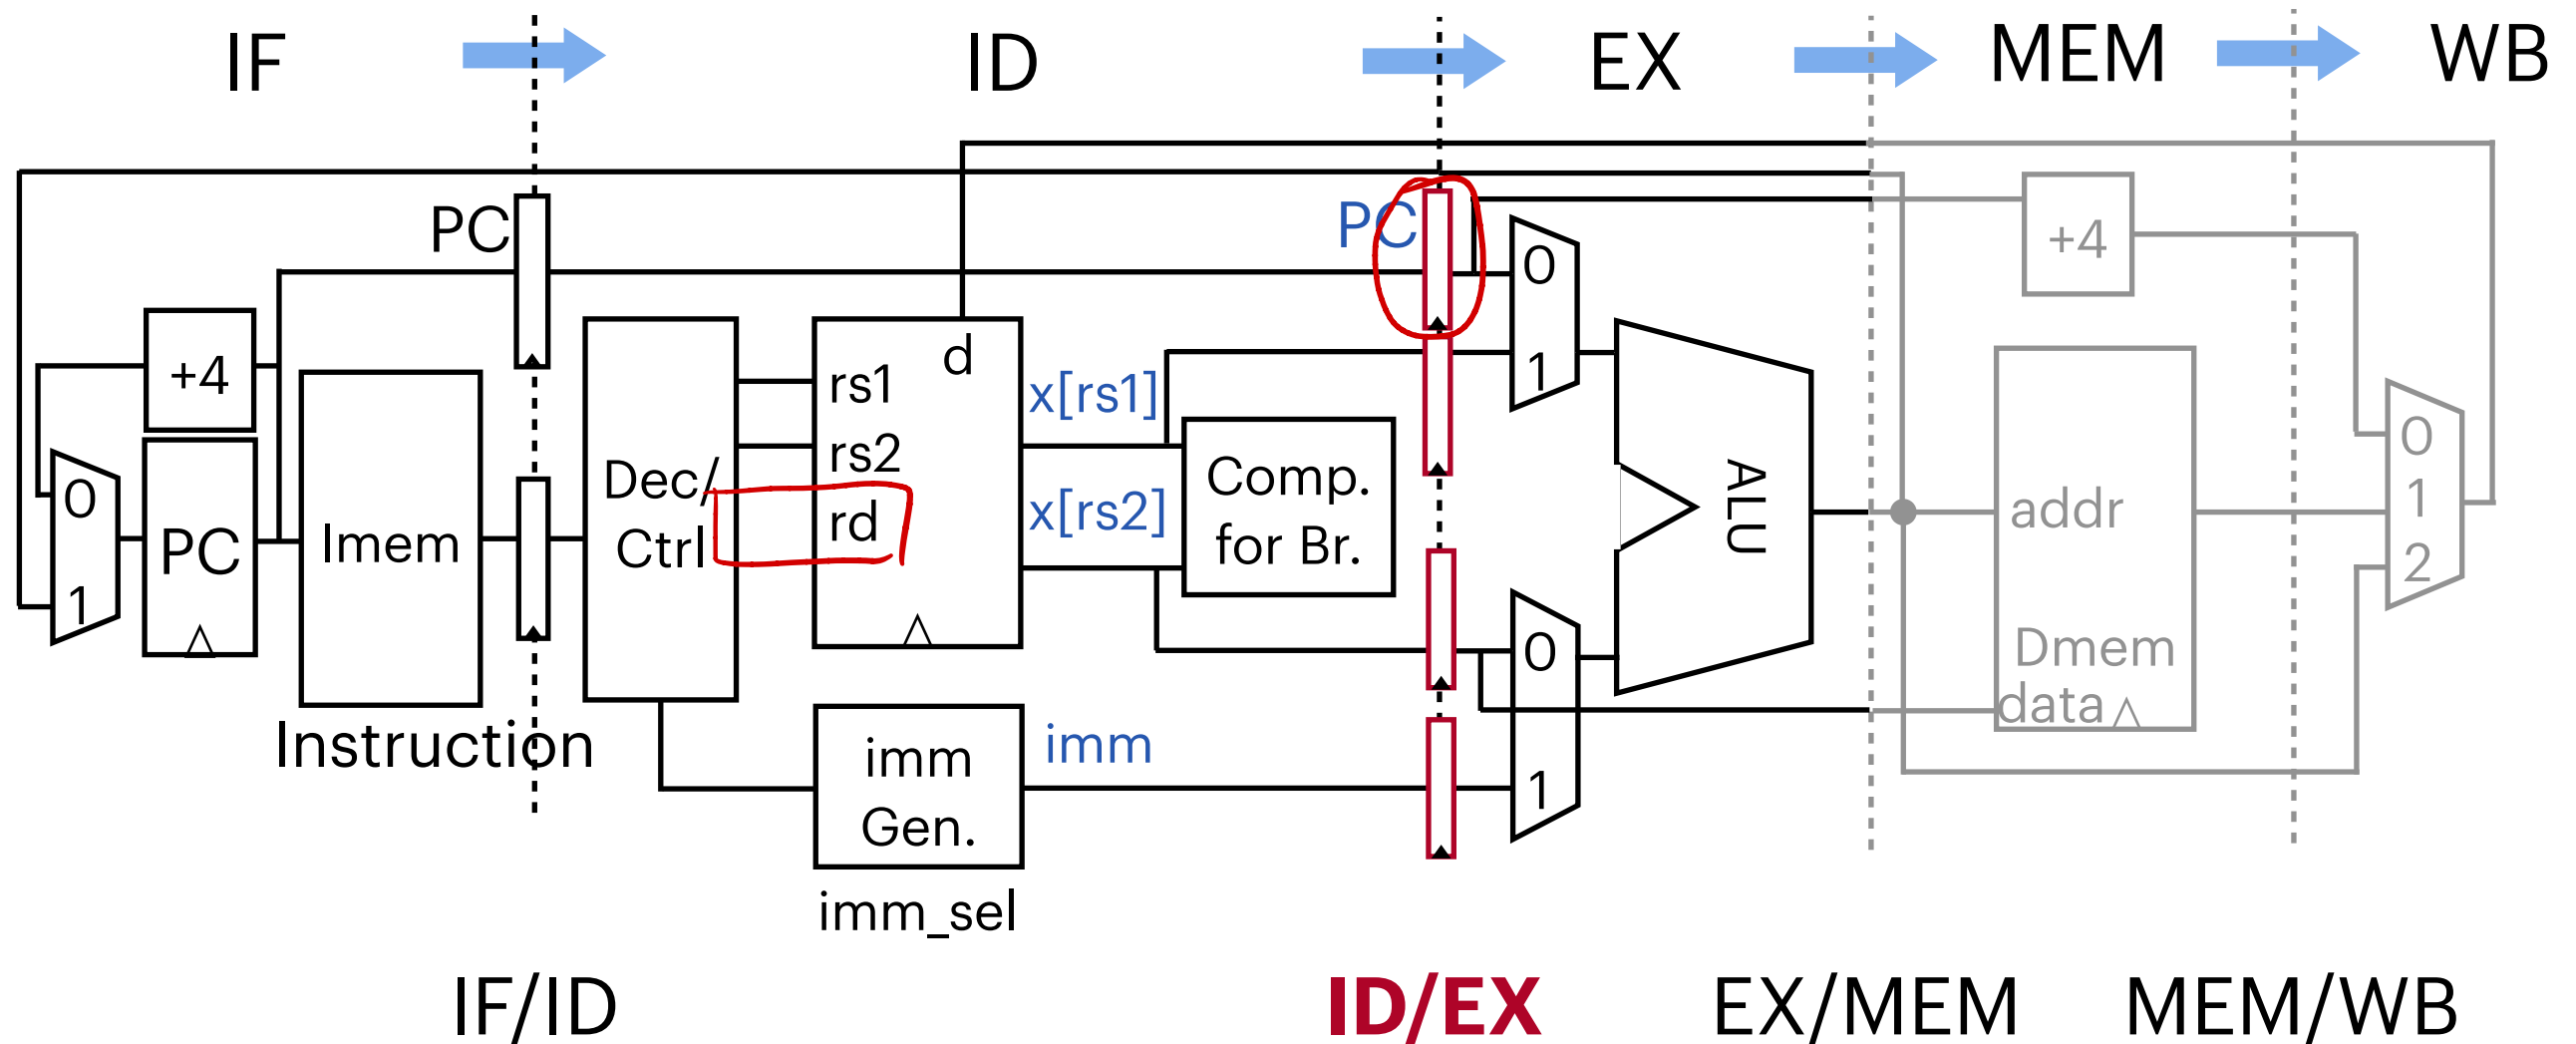 IF ID EX MEM WB
PC
PC
+4
+4
0
1
PC
Imem
Instruction
Dec/
Ctrl
d
rs1
rs2
rd
x[rs1]
x[rs2]
Comp.
for Br.
imm
Gen.
imm
imm_sel
0
1
0
1
ALU
addr
Dmem
data
0
1
2
IF/ID ID/EX EX/MEM MEM/WB